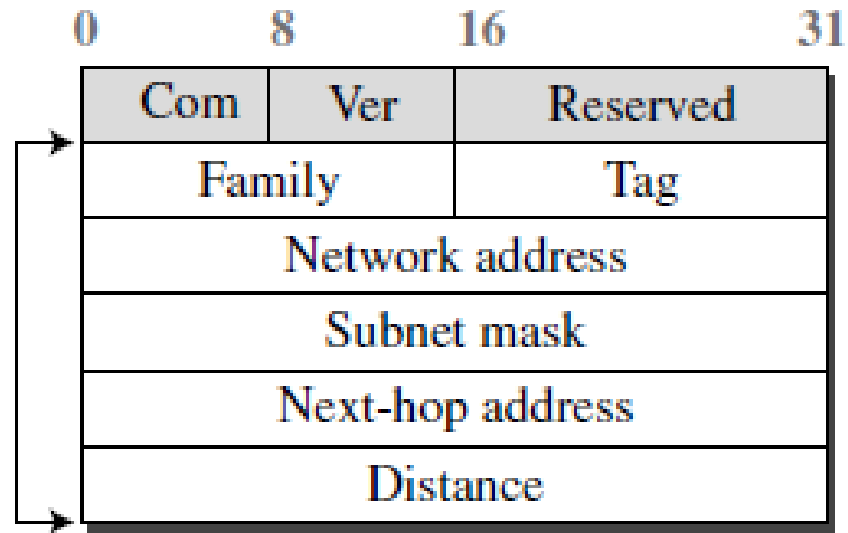 0 8 16 31
Com Ver Reserved
Family Tag
Network address
Subnet mask
Next-hop address
Distance